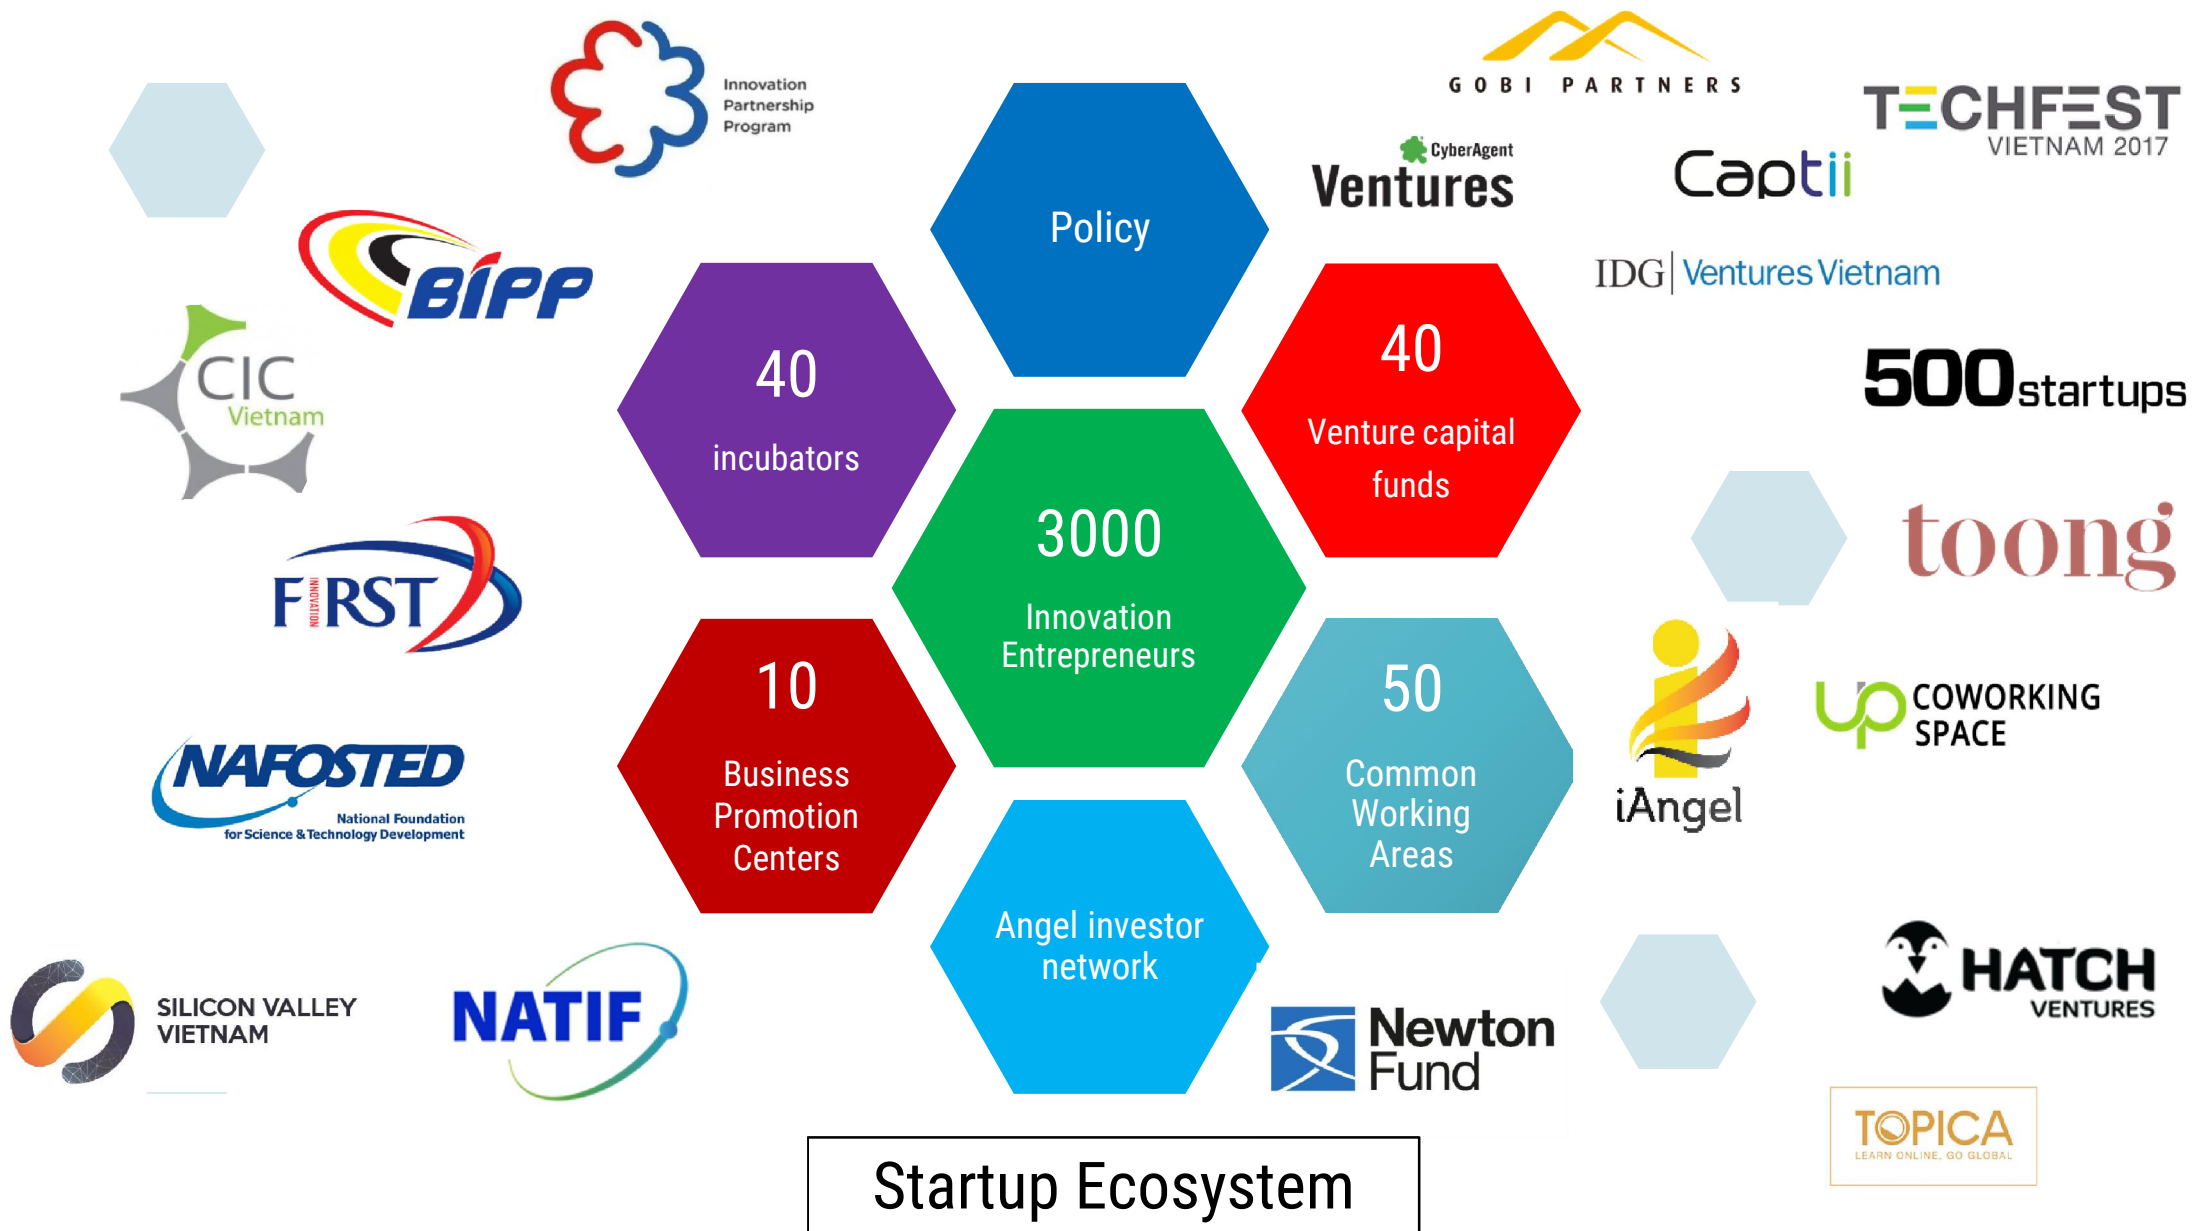 Innovation
Partnership
Program
GOBI PARTNERS
TECHFEST
VIETNAM 2017
CyberAgent
Ventures
Captii
Policy
BIPP
IDG Ventures Vietnam
CIC
Vietnam
40
incubators
40
Venture capital
funds
500 startups
3000
Innovation
Entrepreneurs
toong
FIRST
INNOVATION
10
Business
Promotion
Centers
50
Common
Working
Areas
iAngel
up COWORKING
SPACE
NAFOSTED
National Foundation
for Science & Technology Development
Angel investor
network
SILICON VALLEY
VIETNAM
NATIF
Newton
Fund
HATCH
VENTURES
TOPICA
LEARN ONLINE, GO GLOBAL
Startup Ecosystem